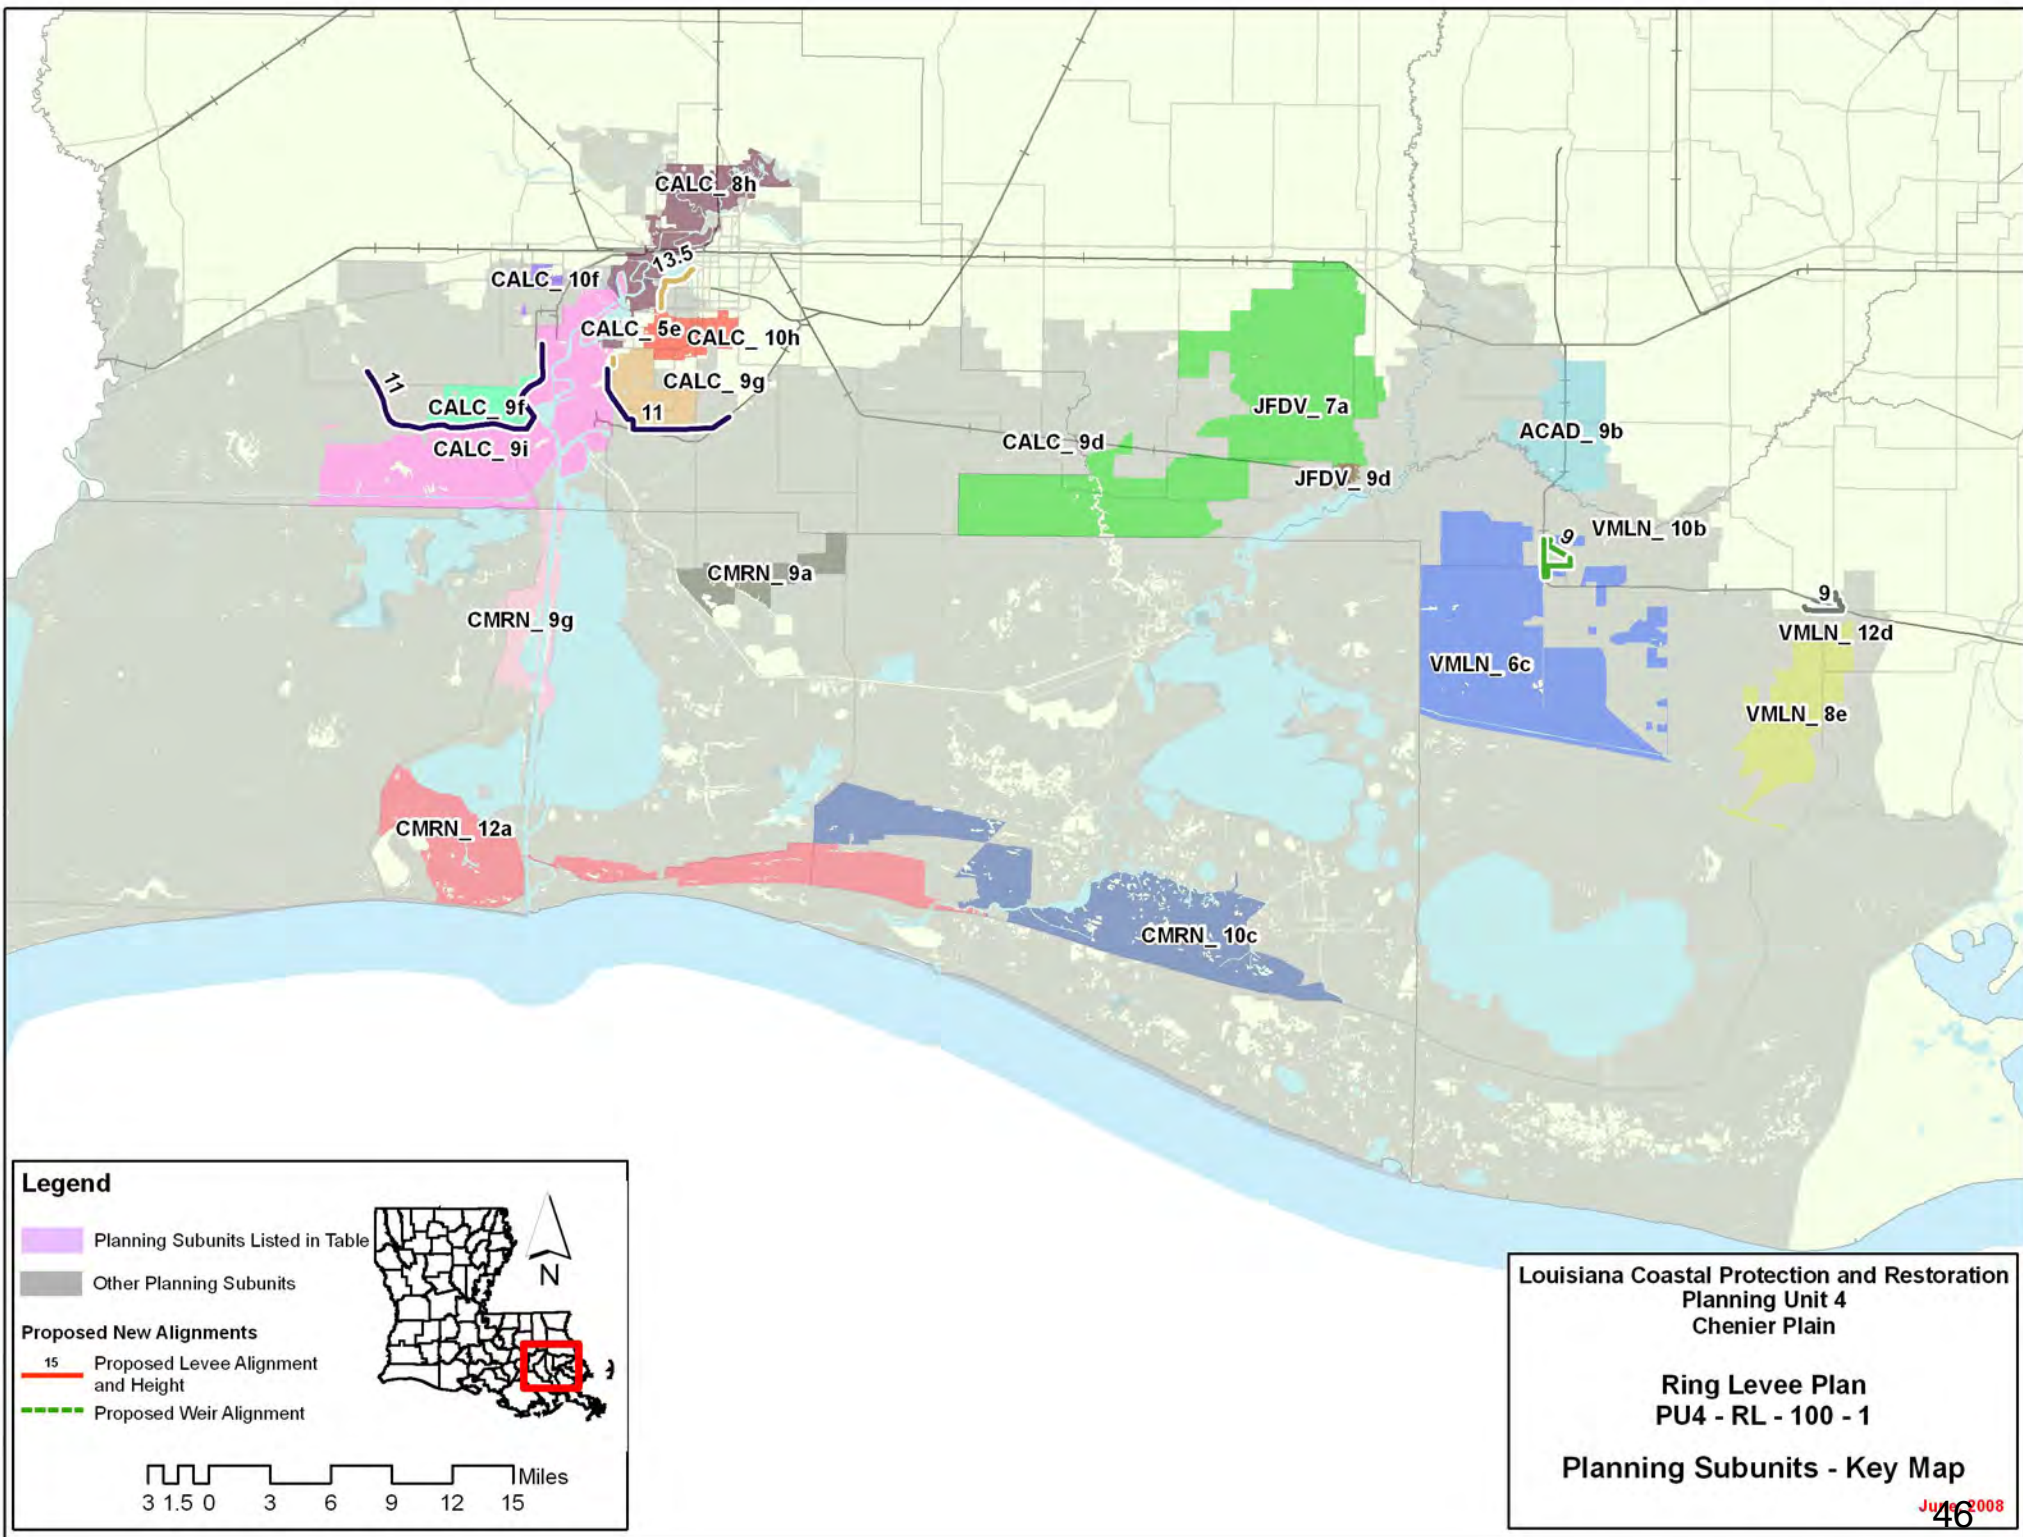 CALC_ 8h
13.5
CALC_ 10f
CALC_ 5e
CALC_ 10h
CALC_ 9g
11
11
CALC_ 9f
CALC_ 9i
JFDV_ 7a
CALC_ 9d
ACAD_ 9b
JFDV_ 9d
VMLN_ 10b
9
CMRN_ 9a
9
CMRN_ 9g
VMLN_ 12d
VMLN_ 6c
VMLN_ 8e
CMRN_ 12a
CMRN_ 10c
Legend
Planning Subunits Listed in Table
Other Planning Subunits
Proposed New Alignments
15 Proposed Levee Alignment
and Height
Proposed Weir Alignment
N
Miles
3 1.5 0 3 6 9 12 15
Louisiana Coastal Protection and Restoration
Planning Unit 4
Chenier Plain
Ring Levee Plan
PU4 - RL - 100 - 1
Planning Subunits - Key Map
June, 2008
46